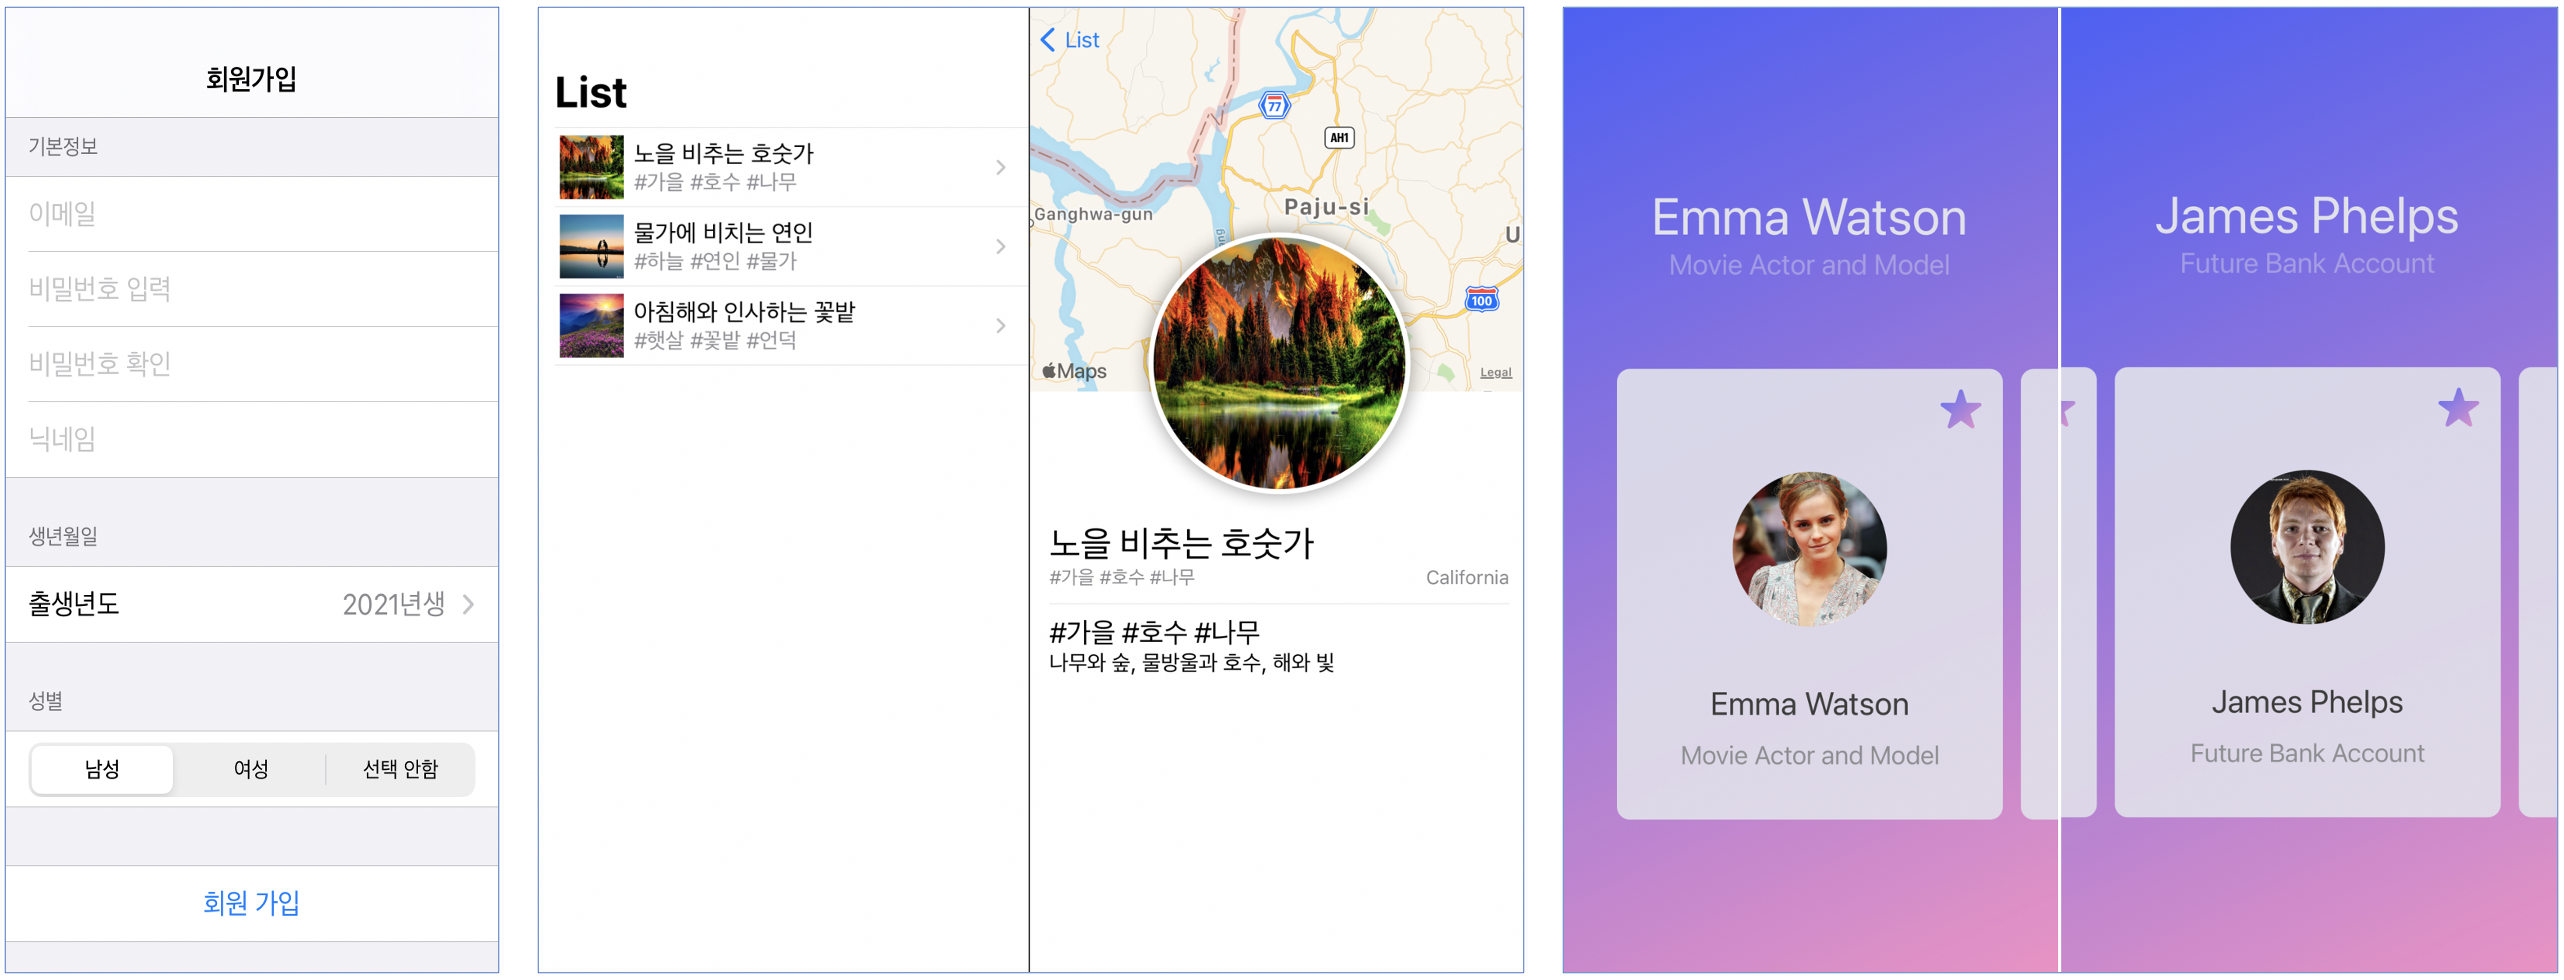 회원가입
기본정보
이메일
비밀번호 입력
비밀번호 확인
닉네임
생년월일
출생년도 2021년생
성별
남성 여성 선택 안함
회원 가입
List
노을 비추는 호숫가
#가을 #호수 #나무
물가에 비치는 연인
#하늘 #연인 #물가
아침해와 인사하는 꽃밭
#햇살 #꽃밭 #언덕
List
77
AH1
Ganghwa-gun
Paju-si
U
100
Maps
Legal
노을 비추는 호숫가
#가을 #호수 #나무 California
#가을 #호수 #나무
나무와 숲, 물방울과 호수, 해와 빛
Emma Watson
Movie Actor and Model
Emma Watson
Movie Actor and Model
James Phelps
Future Bank Account
James Phelps
Future Bank Account